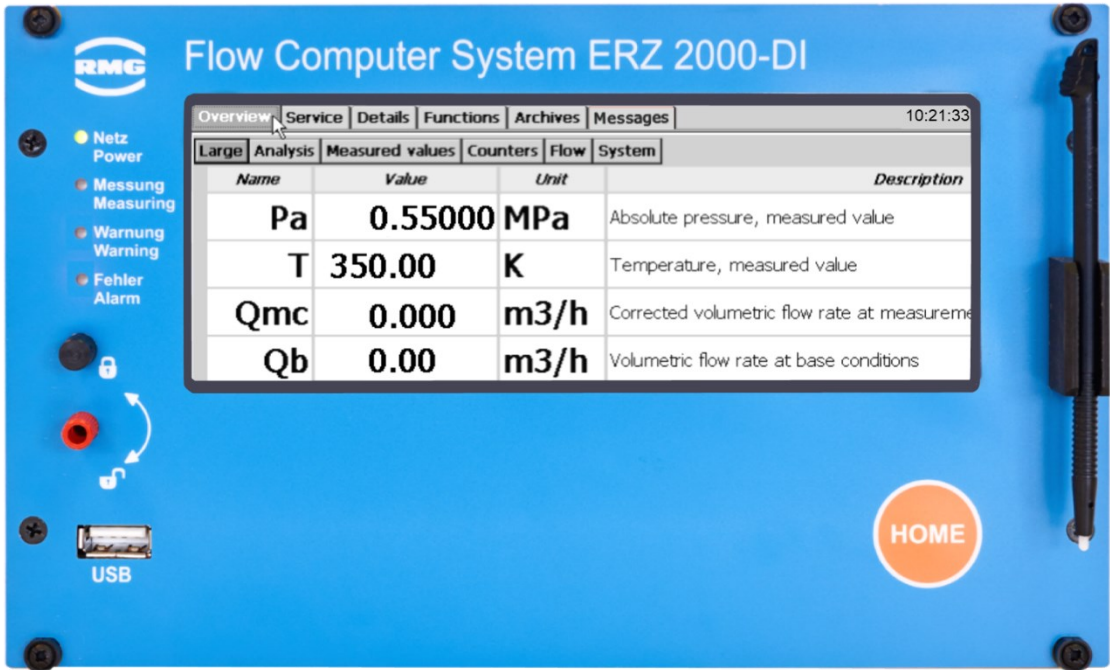 RMG
Flow Computer System ERZ 2000-DI
Netz
Power
Messung
Measuring
Warnung
Warning
Fehler
Alarm
USB
Overview Service Details Functions Archives Messages 10:21:33
Large Analysis Measured values Counters Flow System
Name Value Unit Description
Pa 0.55000 MPa Absolute pressure, measured value
T 350.00 K Temperature, measured value
Qmc 0.000 m3/h Corrected volumetric flow rate at measureme
Qb 0.00 m3/h Volumetric flow rate at base conditions
HOME